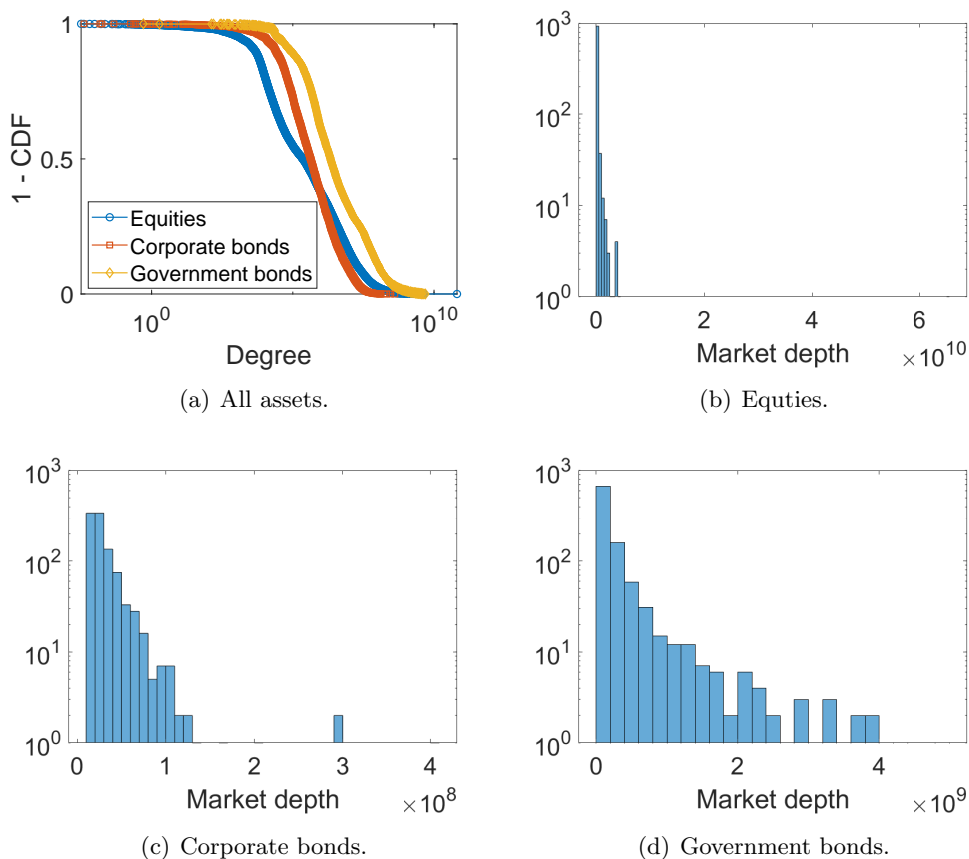 1
1 - CDF
0.5
Equities
Corporate bonds
Government bonds
0
10^0
10^10
Degree
(a) All assets.
10^3
10^2
10^1
10^0
0
2
4
6
Market depth
×10^10
(b) Equties.
10^3
10^2
10^1
10^0
0
1
2
3
4
Market depth
×10^8
(c) Corporate bonds.
10^3
10^2
10^1
10^0
0
2
4
Market depth
×10^9
(d) Government bonds.